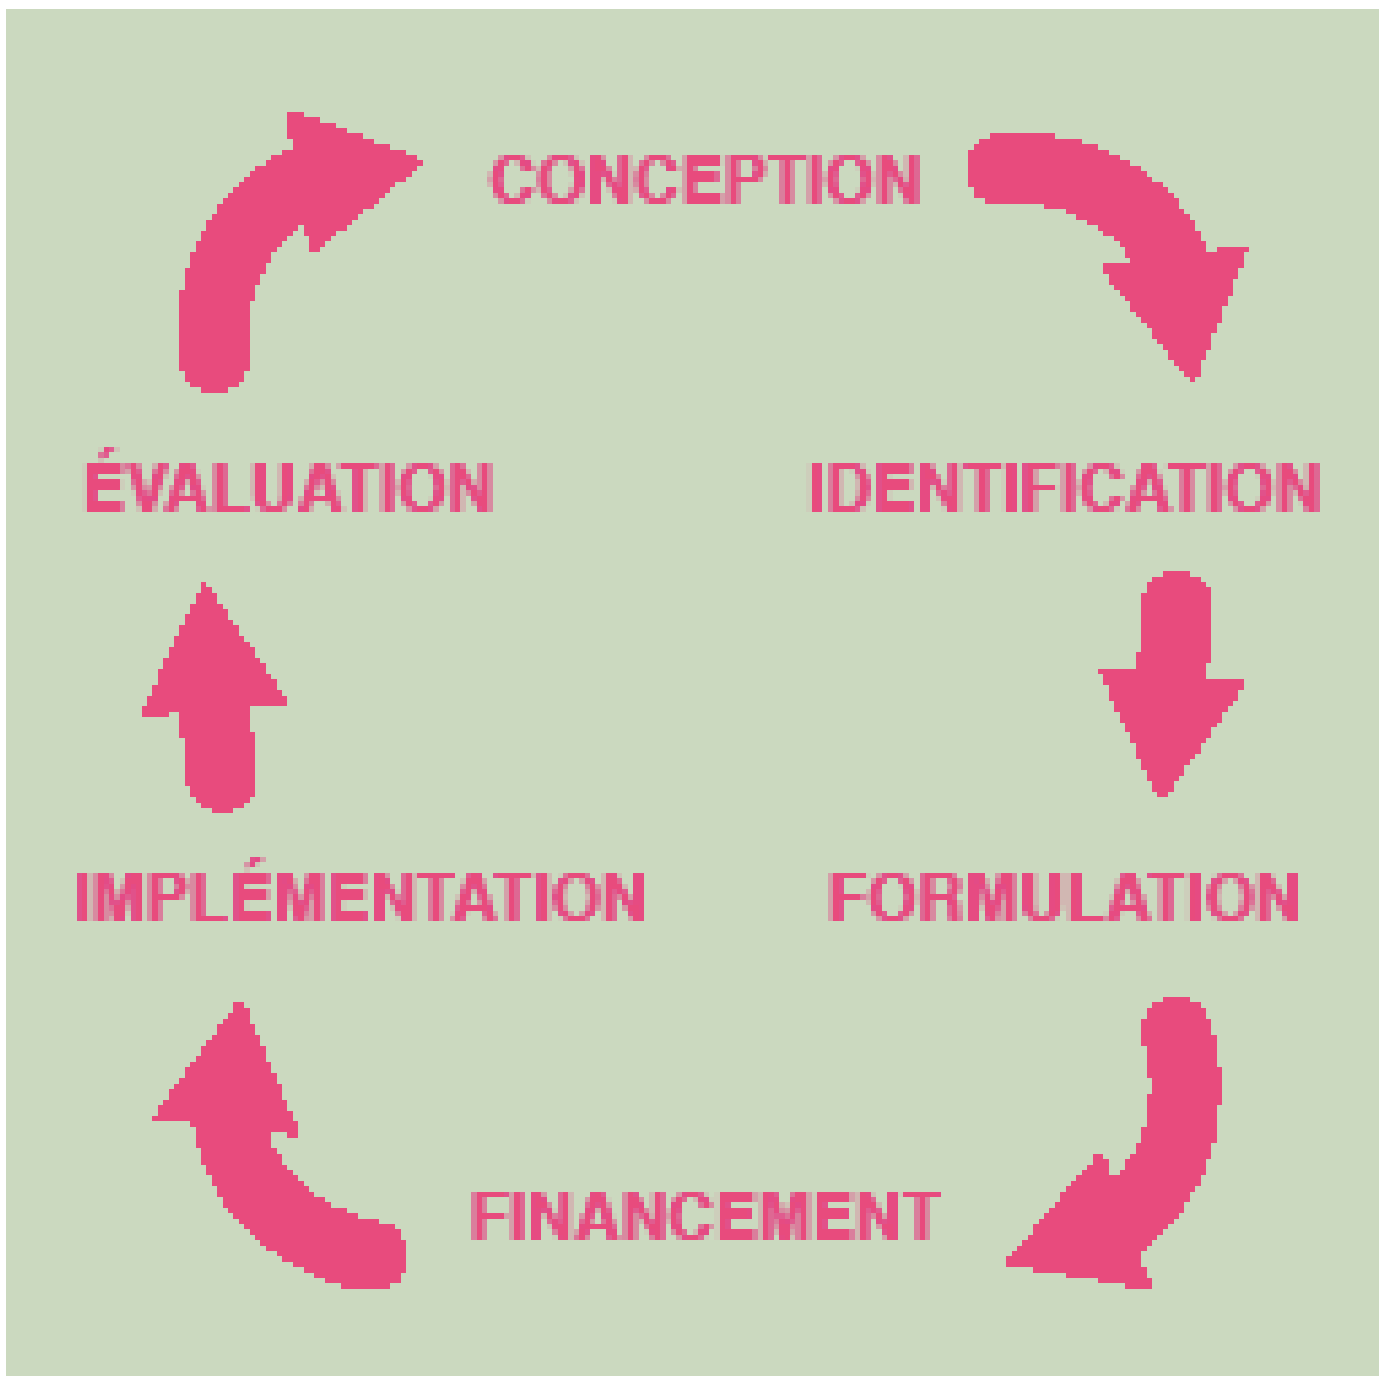 CONCEPTION
ÉVALUATION
IDENTIFICATION
IMPLÉMENTATION
FORMULATION
FINANCEMENT